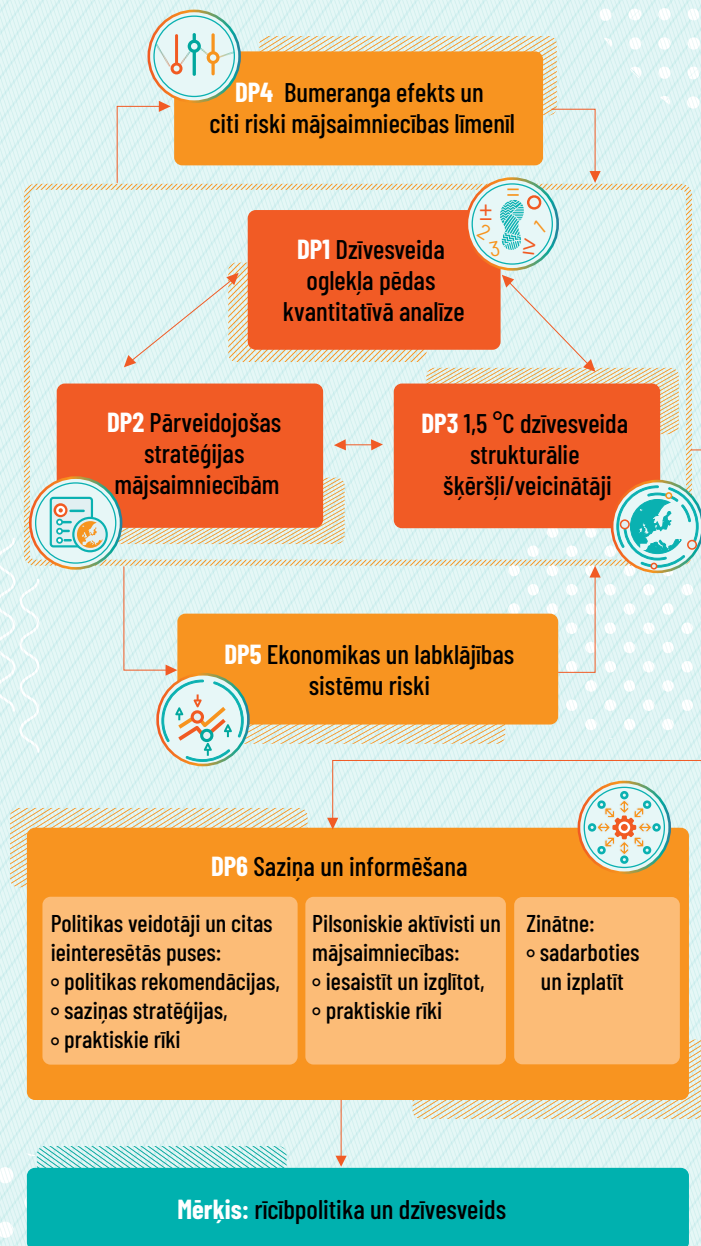 DP4 Bumeranga efekts un
citi riski mājsaimniecības līmenīl
DP1 Dzīvesveida
oglekļa pēdas
kvantitatīvā analīze
DP2 Pārveidojošas
stratēģijas
mājsaimniecībām
DP3 1,5 °C dzīvesveida
strukturālie
šķēršļi/veicinātāji
DP5 Ekonomikas un labklājības
sistēmu riski
DP6 Saziņa un informēšana
Politikas veidotāji un citas
ieinteresētās puses:
∘ politikas rekomendācijas,
∘ saziņas stratēģijas,
∘ praktiskie rīki
Pilsoniskie aktīvisti un
mājsaimniecības:
∘ iesaistīt un izglītot,
∘ praktiskie rīki
Zinātne:
∘ sadarboties
un izplatīt
Mērķis: rīcībpolitika un dzīvesveids